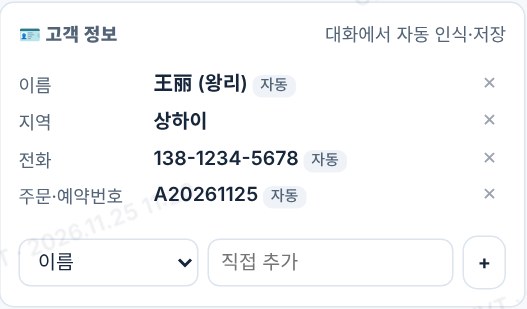 🪪 고객 정보 대화에서 자동 인식·저장
이름 王丽 (왕리) 자동 ×
지역 상하이 ×
전화 138-1234-5678 자동 ×
주문·예약번호 A20261125 자동 ×
이름 직접 추가 +